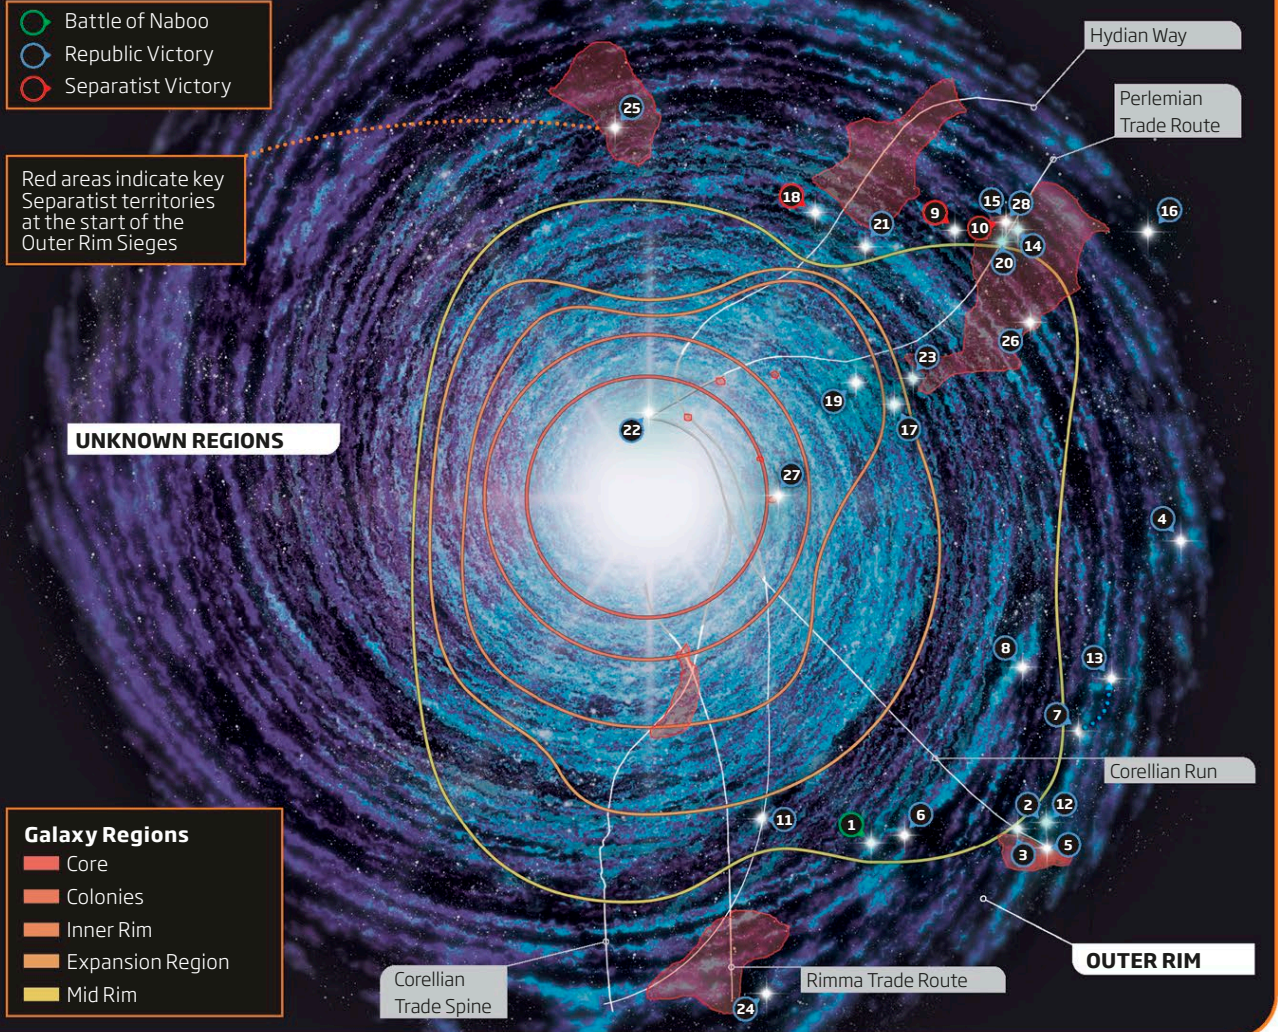 Battle of Naboo
Republic Victory
Separatist Victory
Hydian Way
Perlemian
Trade Route
Red areas indicate key
Separatist territories
at the start of the
Outer Rim Sieges
25
18
9
10
15
28
16
21
14
20
26
23
19
17
22
UNKNOWN REGIONS
27
4
8
13
7
Corellian Run
2
12
11
1
6
3
5
Galaxy Regions
Core
Colonies
Inner Rim
Expansion Region
Mid Rim
OUTER RIM
Corellian
Trade Spine
Rimma Trade Route
24